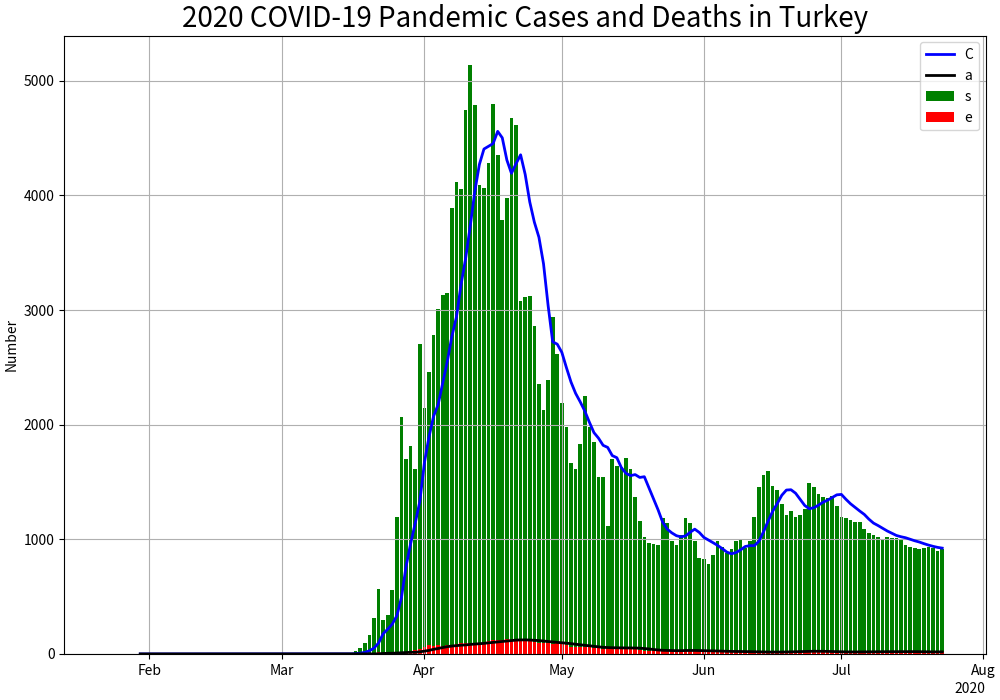 2020 COVID-19 Pandemic Cases and Deaths in Turkey
C
a
s
e
5000
4000
3000
2000
1000
0
Number
Feb
Mar
Apr
May
Jun
Jul
Aug
2020